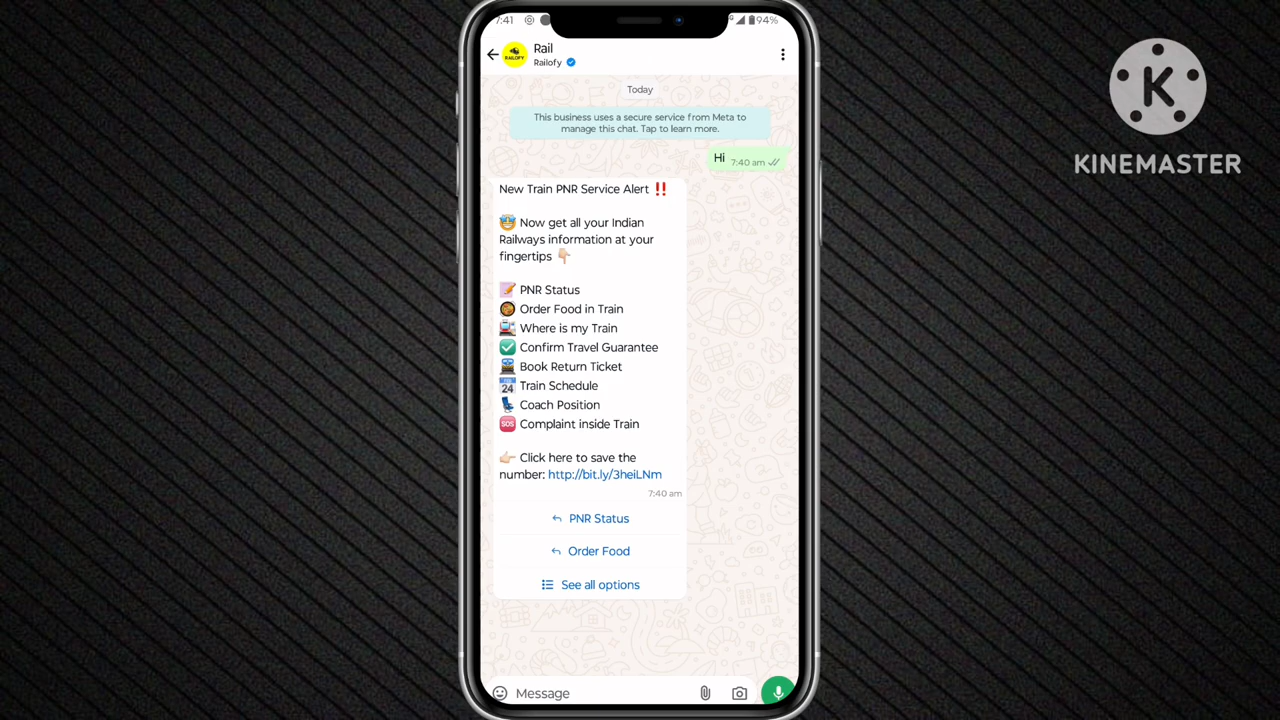 7:41
94%
Rail
RAILOFY
Railofy
Today
This business uses a secure service from Meta to
manage this chat. Tap to learn more.
Hi
7:40 am
New Train PNR Service Alert ‼️
🤩 Now get all your Indian
Railways information at your
fingertips 👇🏻
📝 PNR Status
🥘 Order Food in Train
🚉 Where is my Train
✅ Confirm Travel Guarantee
🚆 Book Return Ticket
📅 Train Schedule
💺 Coach Position
🆘 Complaint inside Train
👉🏻 Click here to save the
number: http://bit.ly/3heiLNm
7:40 am
PNR Status
Order Food
See all options
Message
K
KINEMASTER